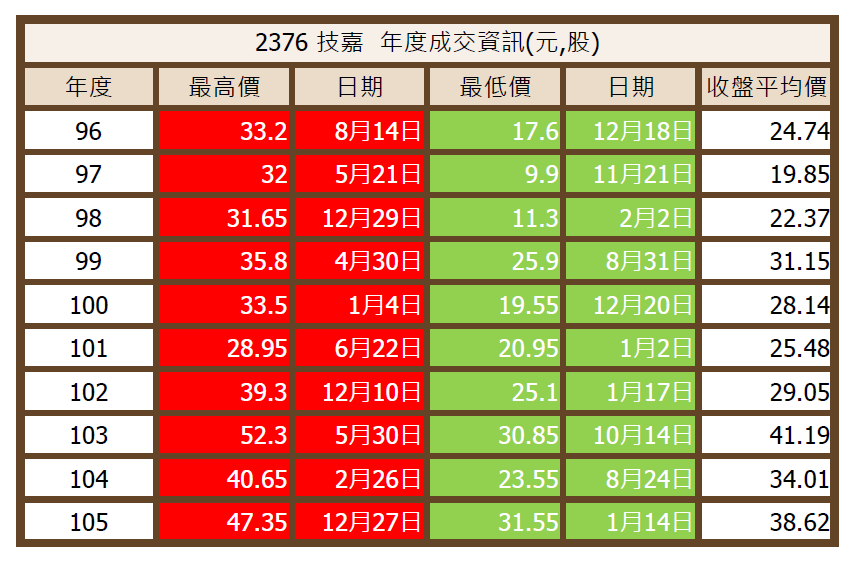 2376 技嘉 年度成交資訊(元,股)
年度 最高價 日期 最低價 日期 收盤平均價
96 33.2 8月14日 17.6 12月18日 24.74
97 32 5月21日 9.9 11月21日 19.85
98 31.65 12月29日 11.3 2月2日 22.37
99 35.8 4月30日 25.9 8月31日 31.15
100 33.5 1月4日 19.55 12月20日 28.14
101 28.95 6月22日 20.95 1月2日 25.48
102 39.3 12月10日 25.1 1月17日 29.05
103 52.3 5月30日 30.85 10月14日 41.19
104 40.65 2月26日 23.55 8月24日 34.01
105 47.35 12月27日 31.55 1月14日 38.62